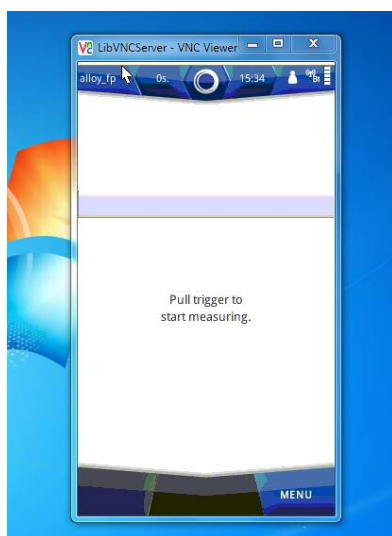 LibVNCServer - VNC Viewer
alloy_fp 0s. 15:34
Pull trigger to
start measuring.
MENU